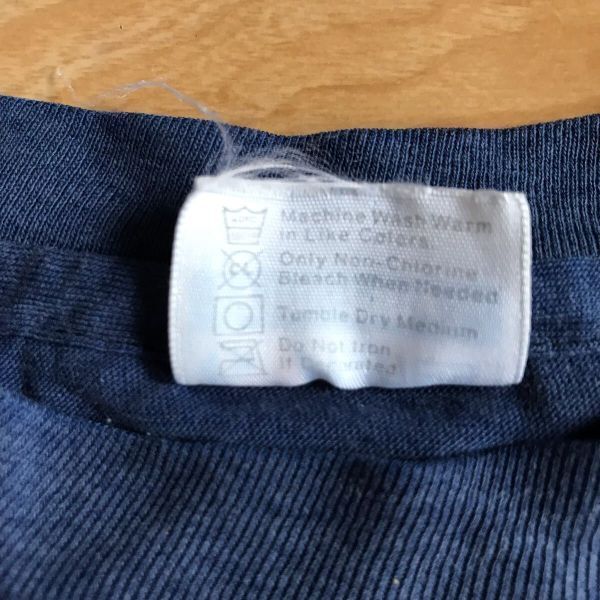 Machine Wash Warm
in Like Colors
Only Non-Chlorine
Bleach When Needed
Tumble Dry Medium
Do Not Iron
If Decorated